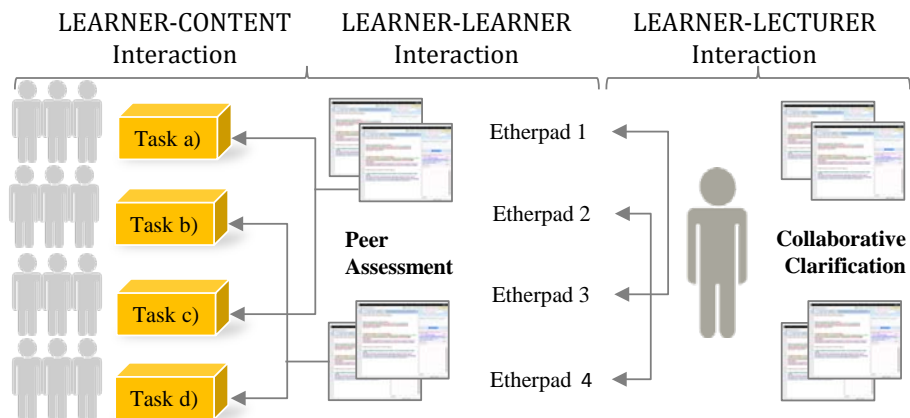 LEARNER-CONTENT
Interaction
LEARNER-LEARNER
Interaction
LEARNER-LECTURER
Interaction
Task a)
Task b)
Task c)
Task d)
Peer
Assessment
Etherpad 1
Etherpad 2
Etherpad 3
Etherpad 4
Collaborative
Clarification